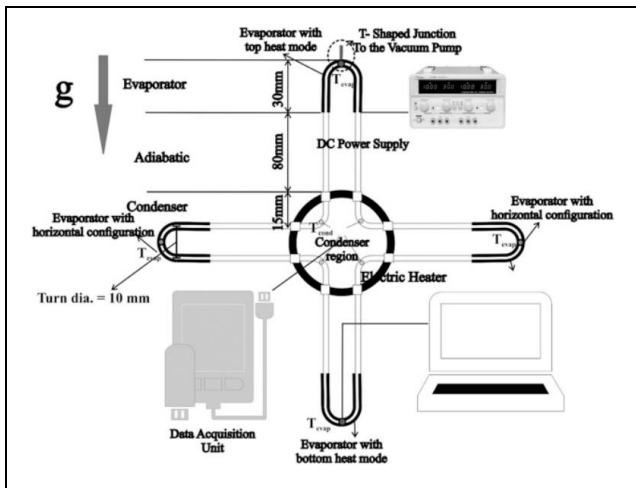 Evaporator with
top heat mode
T- Shaped Junction
To the Vacuum Pump
T evap
g
Evaporator
30mm
DC Power Supply
Adiabatic
80mm
Condenser
15mm
Evaporator with
horizontal configuration
T evap
T cond
Condenser
region
Evaporator with
horizontal configuration
T evap
Turn dia. = 10 mm
Electric Heater
Data Acquisition
Unit
T evap
Evaporator with
bottom heat mode